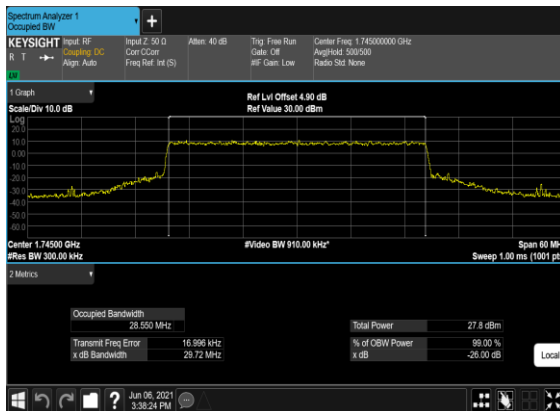 Spectrum Analyzer 1
Occupied BW
KEYSIGHT Input: RF Input Z: 50 Ω Atten: 40 dB Trig: Free Run Center Freq: 1.745000000 GHz
Coupling: DC Corr CCorr Gate: Off Avg|Hold: 500/500
R T Align: Auto Freq Ref: Int (S) #IF Gain: Low Radio Std: None
1 Graph
Ref Lvl Offset 4.90 dB
Scale/Div 10.0 dB Ref Value 30.00 dBm
Log
20.0
10.0
0.00
-10.0
-20.0
-30.0
-40.0
-50.0
-60.0
Center 1.74500 GHz #Video BW 910.00 kHz* Span 60 MH
#Res BW 300.00 kHz Sweep 1.00 ms (1001 pt
2 Metrics
Occupied Bandwidth
28.550 MHz Total Power 27.8 dBm
Transmit Freq Error 16.996 kHz % of OBW Power 99.00 %
x dB Bandwidth 29.72 MHz x dB -26.00 dB
Local
Jun 06, 2021
3:38:24 PM